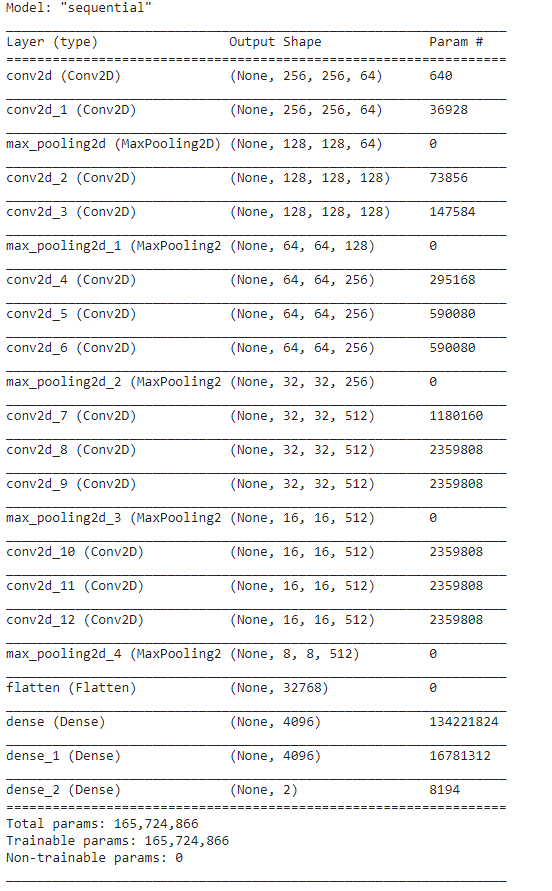 Model: "sequential"
_________________________________________________________________
Layer (type)                 Output Shape              Param #
=================================================================
conv2d (Conv2D)              (None, 256, 256, 64)      640
_________________________________________________________________
conv2d_1 (Conv2D)            (None, 256, 256, 64)      36928
_________________________________________________________________
max_pooling2d (MaxPooling2D) (None, 128, 128, 64)      0
_________________________________________________________________
conv2d_2 (Conv2D)            (None, 128, 128, 128)     73856
_________________________________________________________________
conv2d_3 (Conv2D)            (None, 128, 128, 128)     147584
_________________________________________________________________
max_pooling2d_1 (MaxPooling2 (None, 64, 64, 128)       0
_________________________________________________________________
conv2d_4 (Conv2D)            (None, 64, 64, 256)       295168
_________________________________________________________________
conv2d_5 (Conv2D)            (None, 64, 64, 256)       590080
_________________________________________________________________
conv2d_6 (Conv2D)            (None, 64, 64, 256)       590080
_________________________________________________________________
max_pooling2d_2 (MaxPooling2 (None, 32, 32, 256)       0
_________________________________________________________________
conv2d_7 (Conv2D)            (None, 32, 32, 512)       1180160
_________________________________________________________________
conv2d_8 (Conv2D)            (None, 32, 32, 512)       2359808
_________________________________________________________________
conv2d_9 (Conv2D)            (None, 32, 32, 512)       2359808
_________________________________________________________________
max_pooling2d_3 (MaxPooling2 (None, 16, 16, 512)       0
_________________________________________________________________
conv2d_10 (Conv2D)           (None, 16, 16, 512)       2359808
_________________________________________________________________
conv2d_11 (Conv2D)           (None, 16, 16, 512)       2359808
_________________________________________________________________
conv2d_12 (Conv2D)           (None, 16, 16, 512)       2359808
_________________________________________________________________
max_pooling2d_4 (MaxPooling2 (None, 8, 8, 512)         0
_________________________________________________________________
flatten (Flatten)            (None, 32768)             0
_________________________________________________________________
dense (Dense)                (None, 4096)              134221824
_________________________________________________________________
dense_1 (Dense)              (None, 4096)              16781312
_________________________________________________________________
dense_2 (Dense)              (None, 2)                 8194
=================================================================
Total params: 165,724,866
Trainable params: 165,724,866
Non-trainable params: 0
_________________________________________________________________